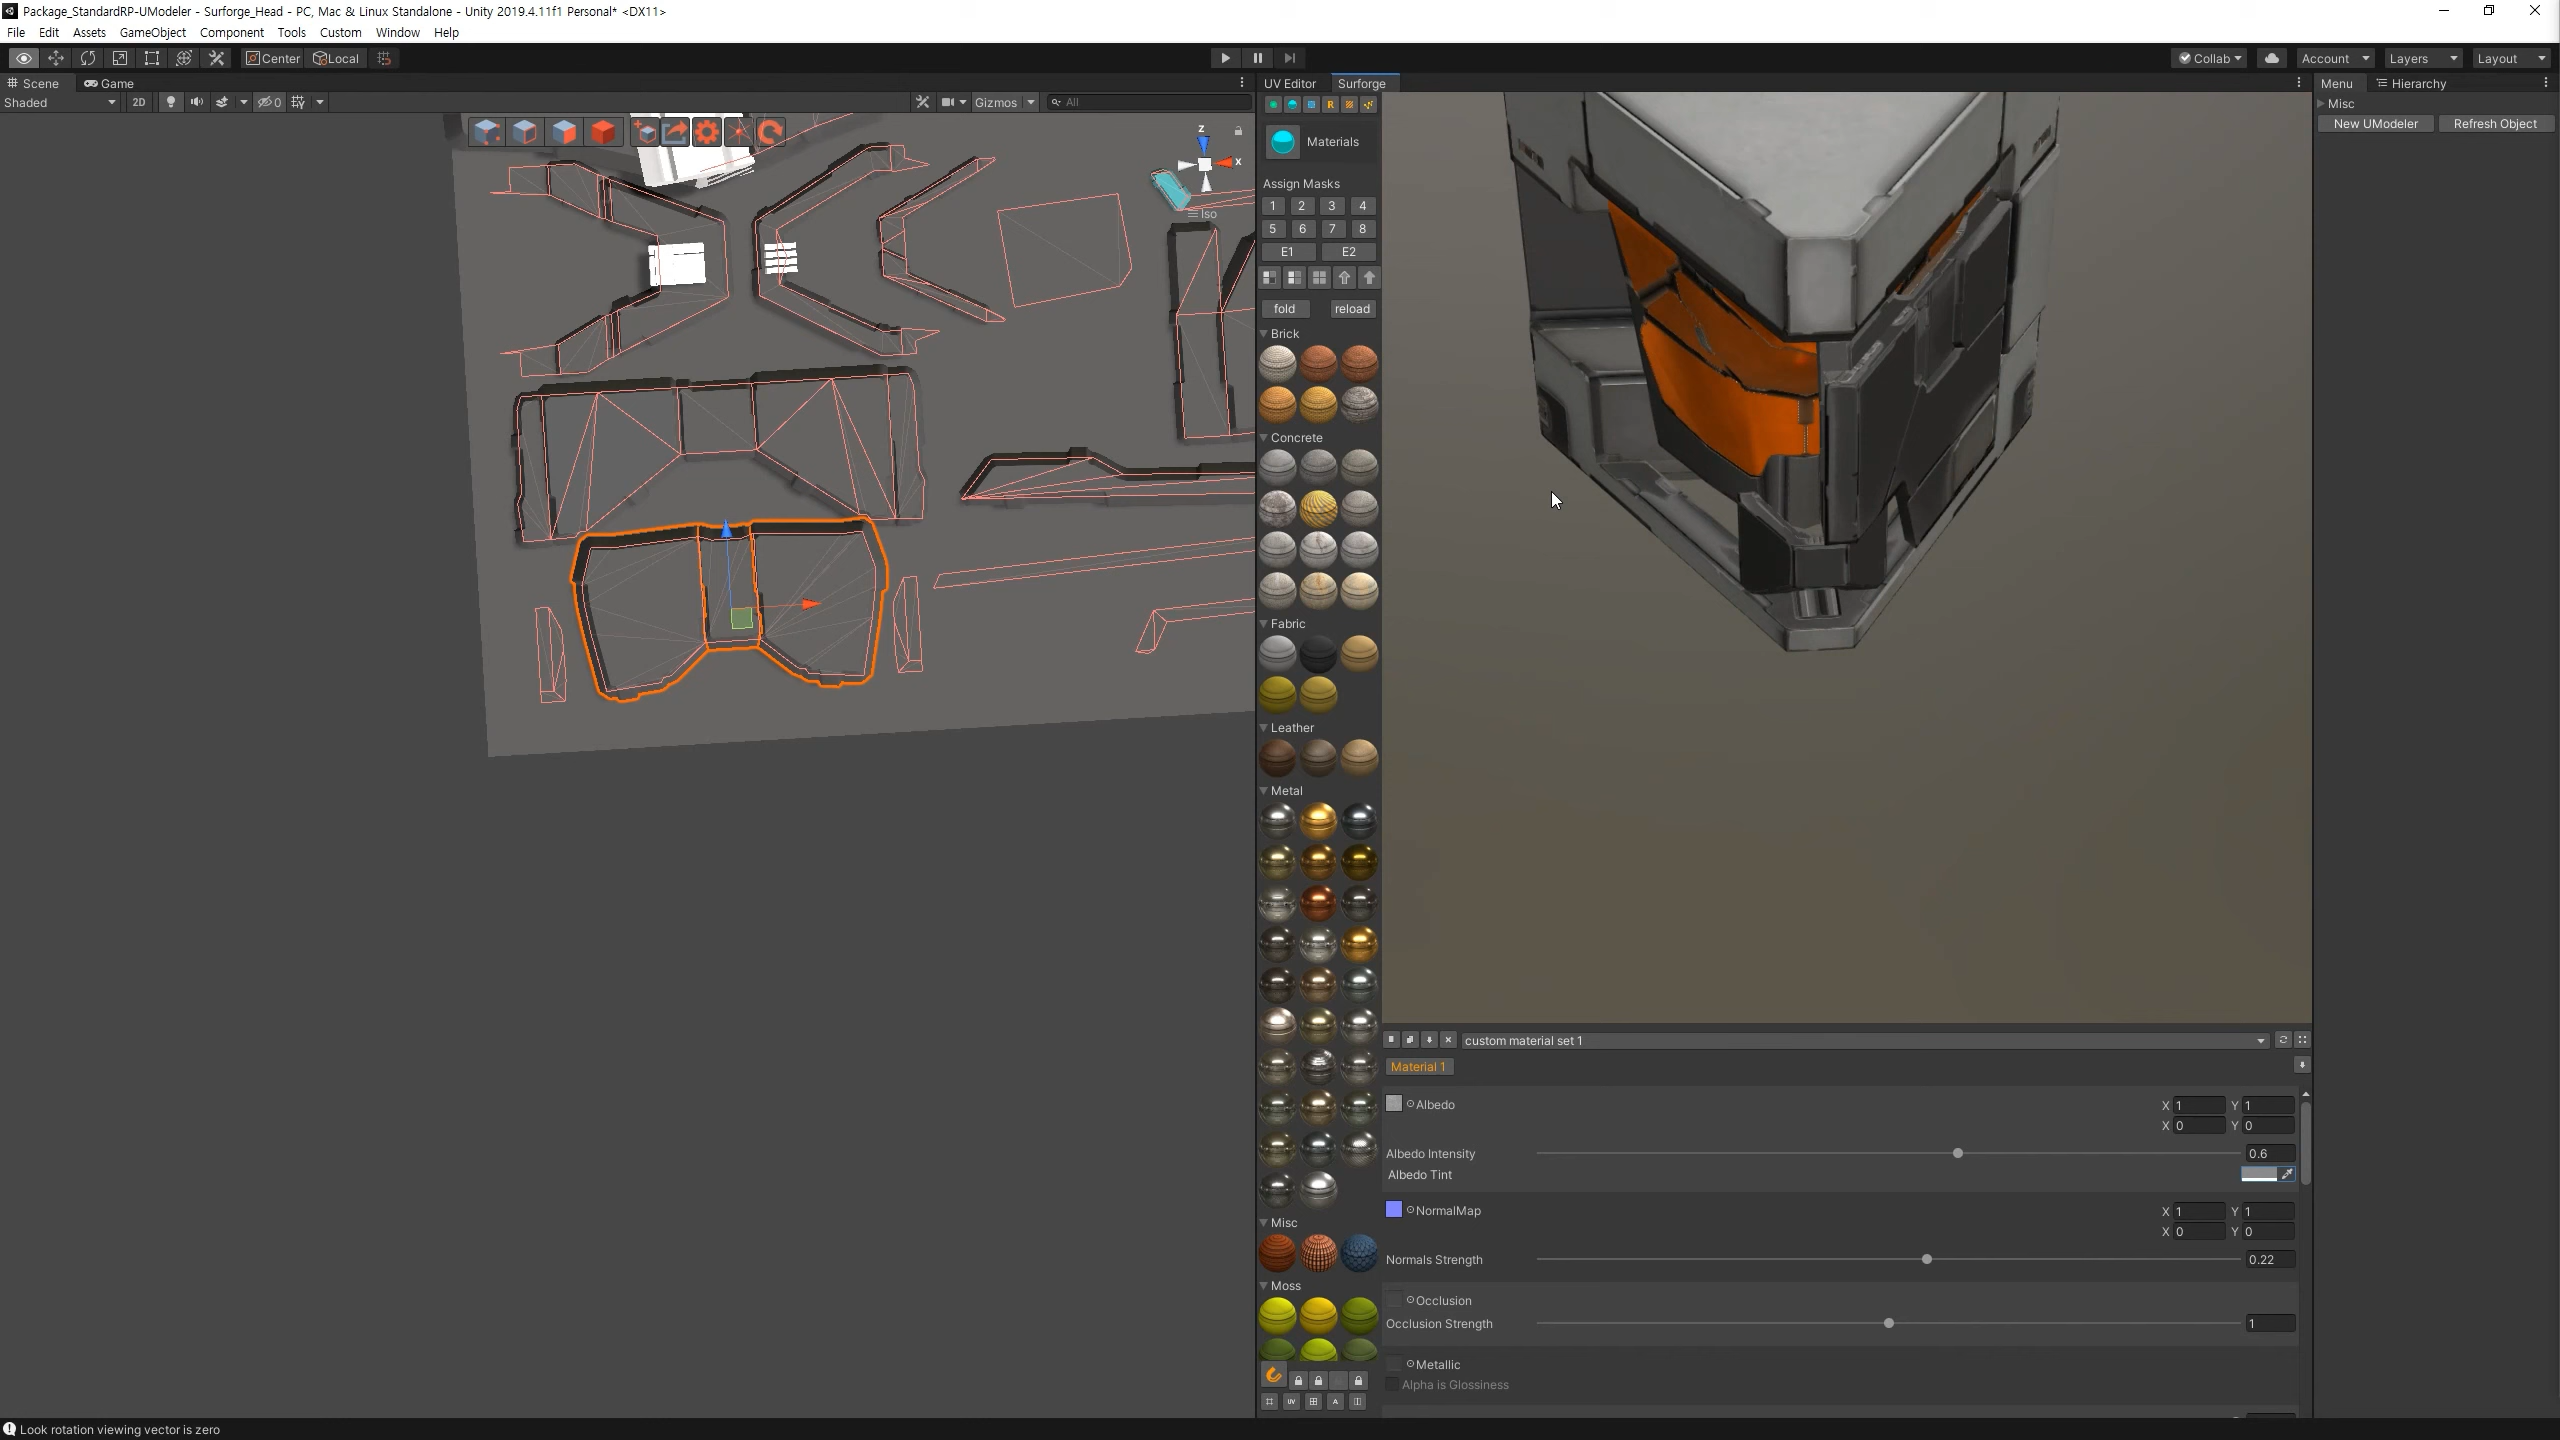 Package_StandardRP-UModeler - Surforge_Head - PC, Mac & Linux Standalone - Unity 2019.4.11f1 Personal* <DX11>
File Edit Assets GameObject Component Tools Custom Window Help
Center Local Collab Account Layers Layout
Scene Game UV Editor Surforge Menu Hierarchy
Shaded 2D 0 Gizmos All
Misc
New UModeler Refresh Object
Z
X
Iso
R
Materials
Assign Masks
1 2 3 4
5 6 7 8
E1 E2
fold reload
Brick
Concrete
Fabric
Leather
Metal
Misc
Moss
UV A
custom material set 1
Material 1
Albedo X 1 Y 1
X 0 Y 0
Albedo Intensity 0.6
Albedo Tint
NormalMap X 1 Y 1
X 0 Y 0
Normals Strength 0.22
Occlusion
Occlusion Strength 1
Metallic
Alpha is Glossiness
Look rotation viewing vector is zero